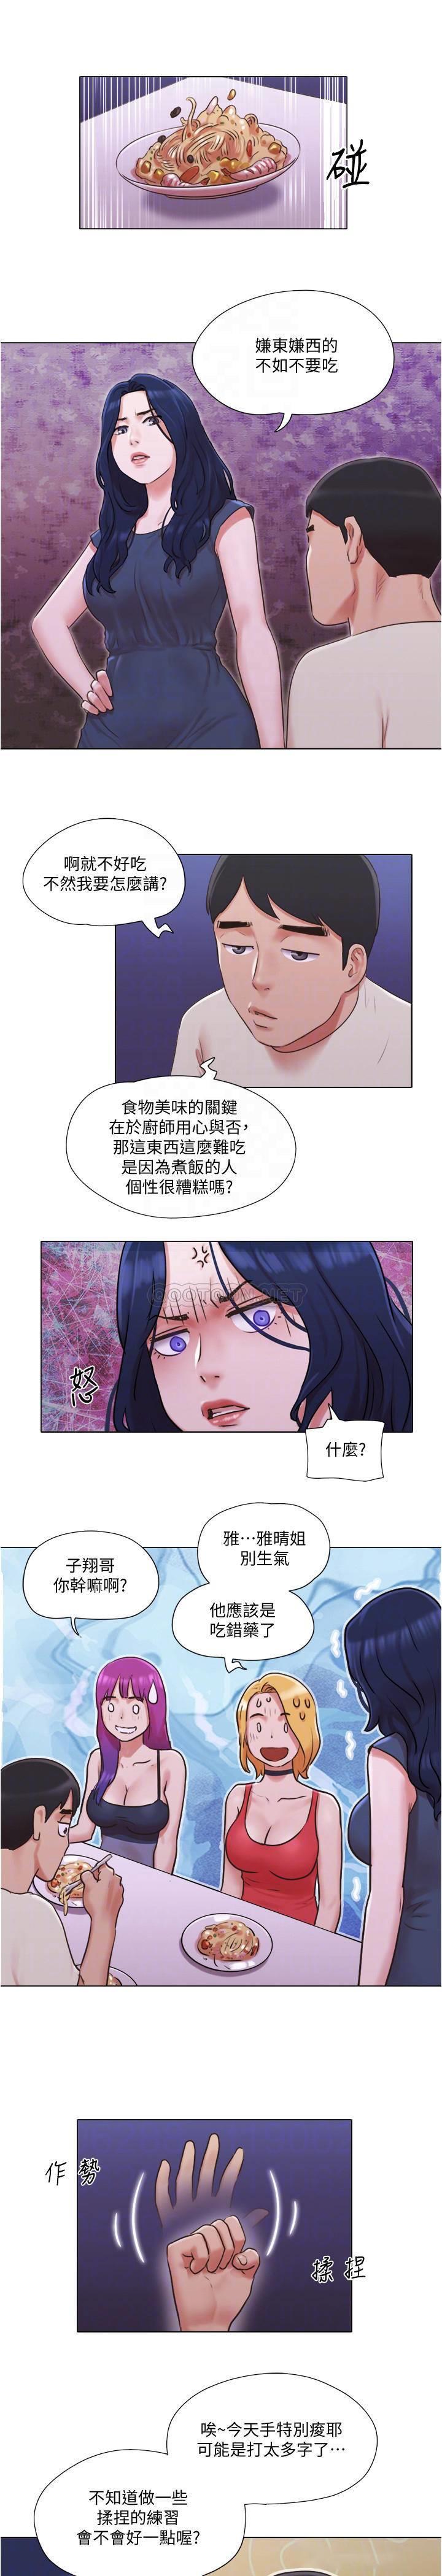 碰
嫌東嫌西的
不如不要吃
啊就不好吃
不然我要怎麼講?
食物美味的關鍵
在於廚師用心與否，
那這東西這麼難吃
是因為煮飯的人
個性很糟糕嗎?
TOPTOON.NET
怒
什麼?
雅⋯雅晴姐
別生氣
子翔哥
你幹嘛啊?
他應該是
吃錯藥了
作勢
揉捏
唉~今天手特別痠耶
可能是打太多字了⋯
不知道做一些
揉捏的練習
會不會好一點喔?